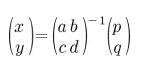 (x y) = (a b c d)^-1 (p q)